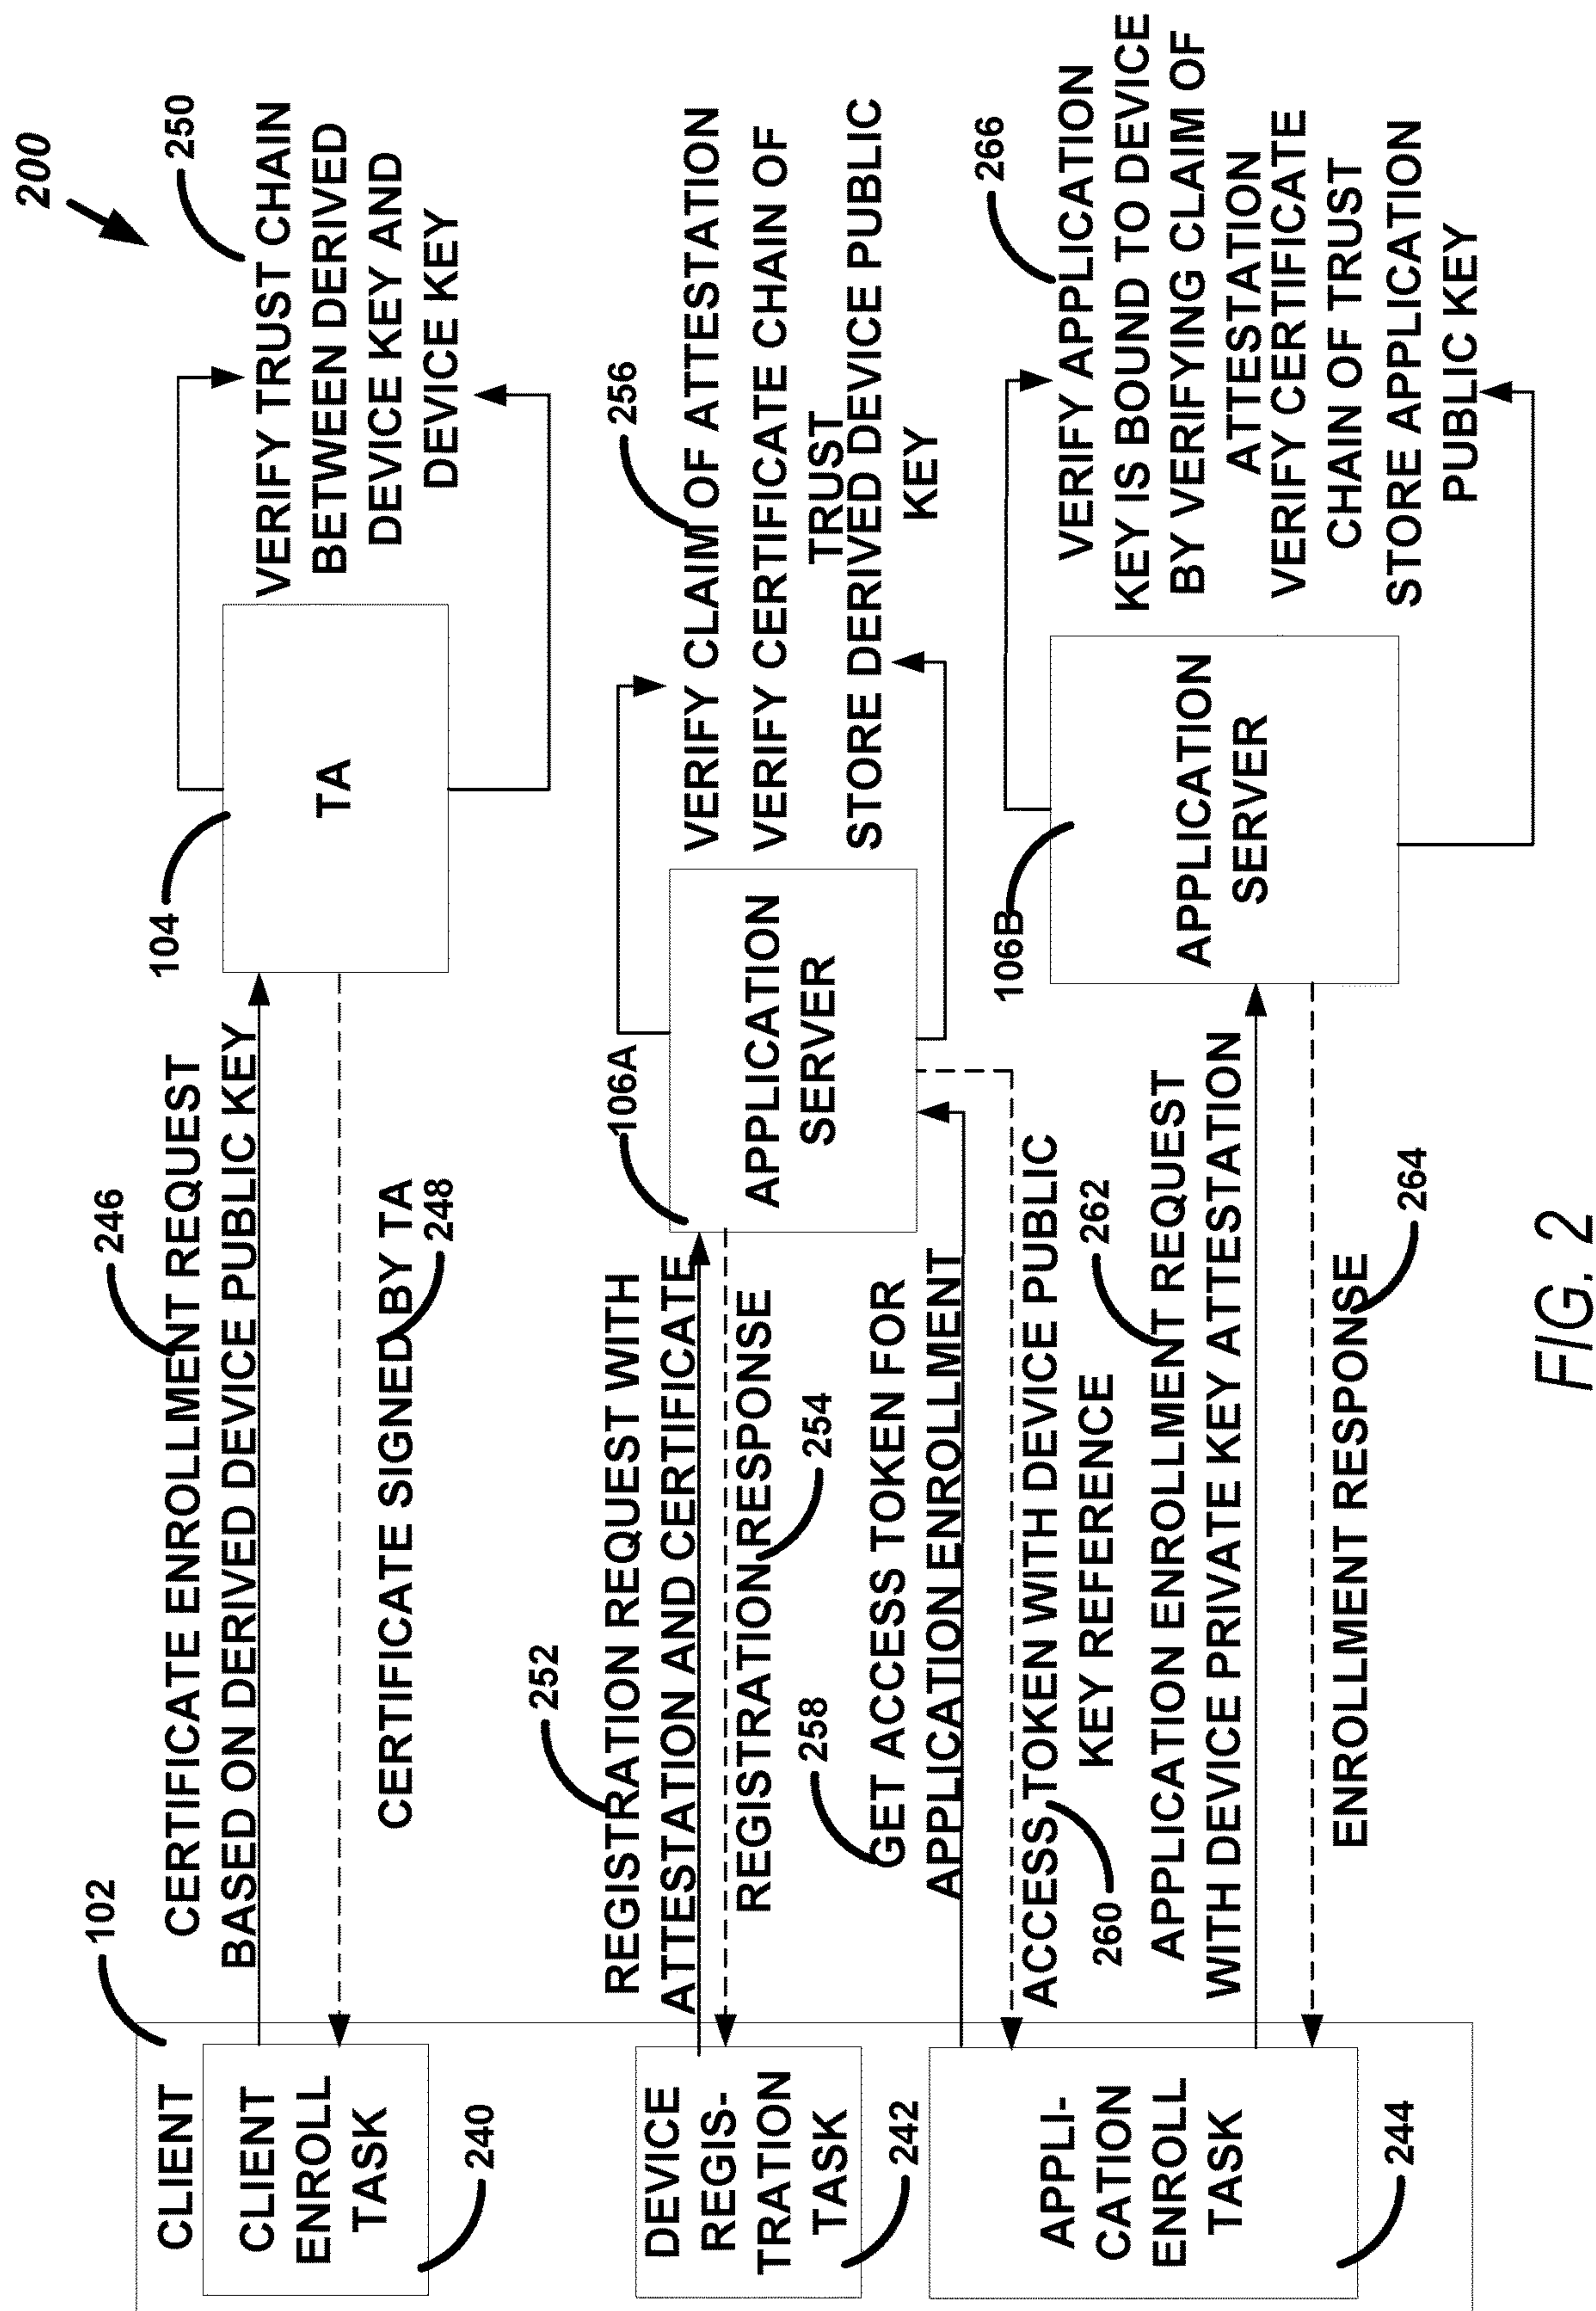 200
102
CLIENT
CLIENT
ENROLL
TASK
240
246
CERTIFICATE ENROLLMENT REQUEST
BASED ON DERIVED DEVICE PUBLIC KEY
CERTIFICATE SIGNED BY TA
248
104
TA
250
VERIFY TRUST CHAIN
BETWEEN DERIVED
DEVICE KEY AND
DEVICE KEY
DEVICE
REGIS-
TRATION
TASK
242
252
REGISTRATION REQUEST WITH
ATTESTATION AND CERTIFICATE
REGISTRATION RESPONSE
254
106A
APPLICATION
SERVER
256
VERIFY CLAIM OF ATTESTATION
VERIFY CERTIFICATE CHAIN OF
TRUST
STORE DERIVED DEVICE PUBLIC
KEY
APPLI-
CATION
ENROLL
TASK
244
258
GET ACCESS TOKEN FOR
APPLICATION ENROLLMENT
ACCESS TOKEN WITH DEVICE PUBLIC
KEY REFERENCE
260
262
APPLICATION ENROLLMENT REQUEST
WITH DEVICE PRIVATE KEY ATTESTATION
ENROLLMENT RESPONSE
264
106B
APPLICATION
SERVER
266
VERIFY APPLICATION
KEY IS BOUND TO DEVICE
BY VERIFYING CLAIM OF
ATTESTATION
VERIFY CERTIFICATE
CHAIN OF TRUST
STORE APPLICATION
PUBLIC KEY
FIG. 2